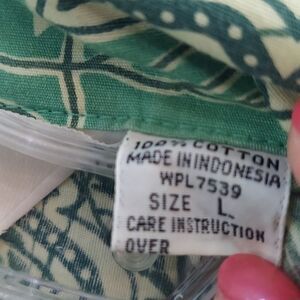 100% COTTON
MADE IN INDONESIA
WPL7539
SIZE L.
CARE INSTRUCTION
OVER